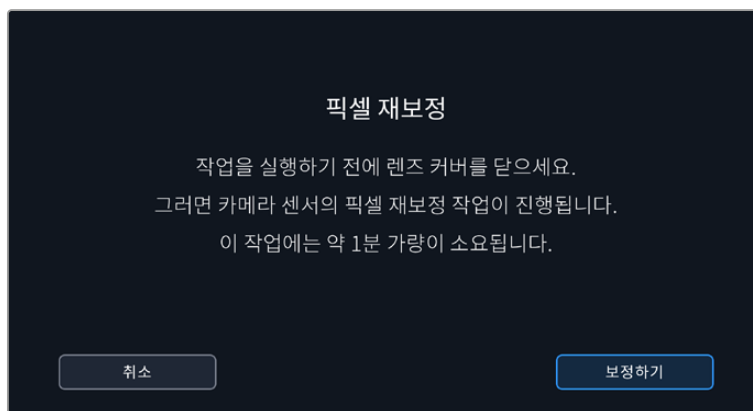 픽셀 재보정
작업을 실행하기 전에 렌즈 커버를 닫으세요.
그러면 카메라 센서의 픽셀 재보정 작업이 진행됩니다.
이 작업에는 약 1분 가량이 소요됩니다.
취소
보정하기